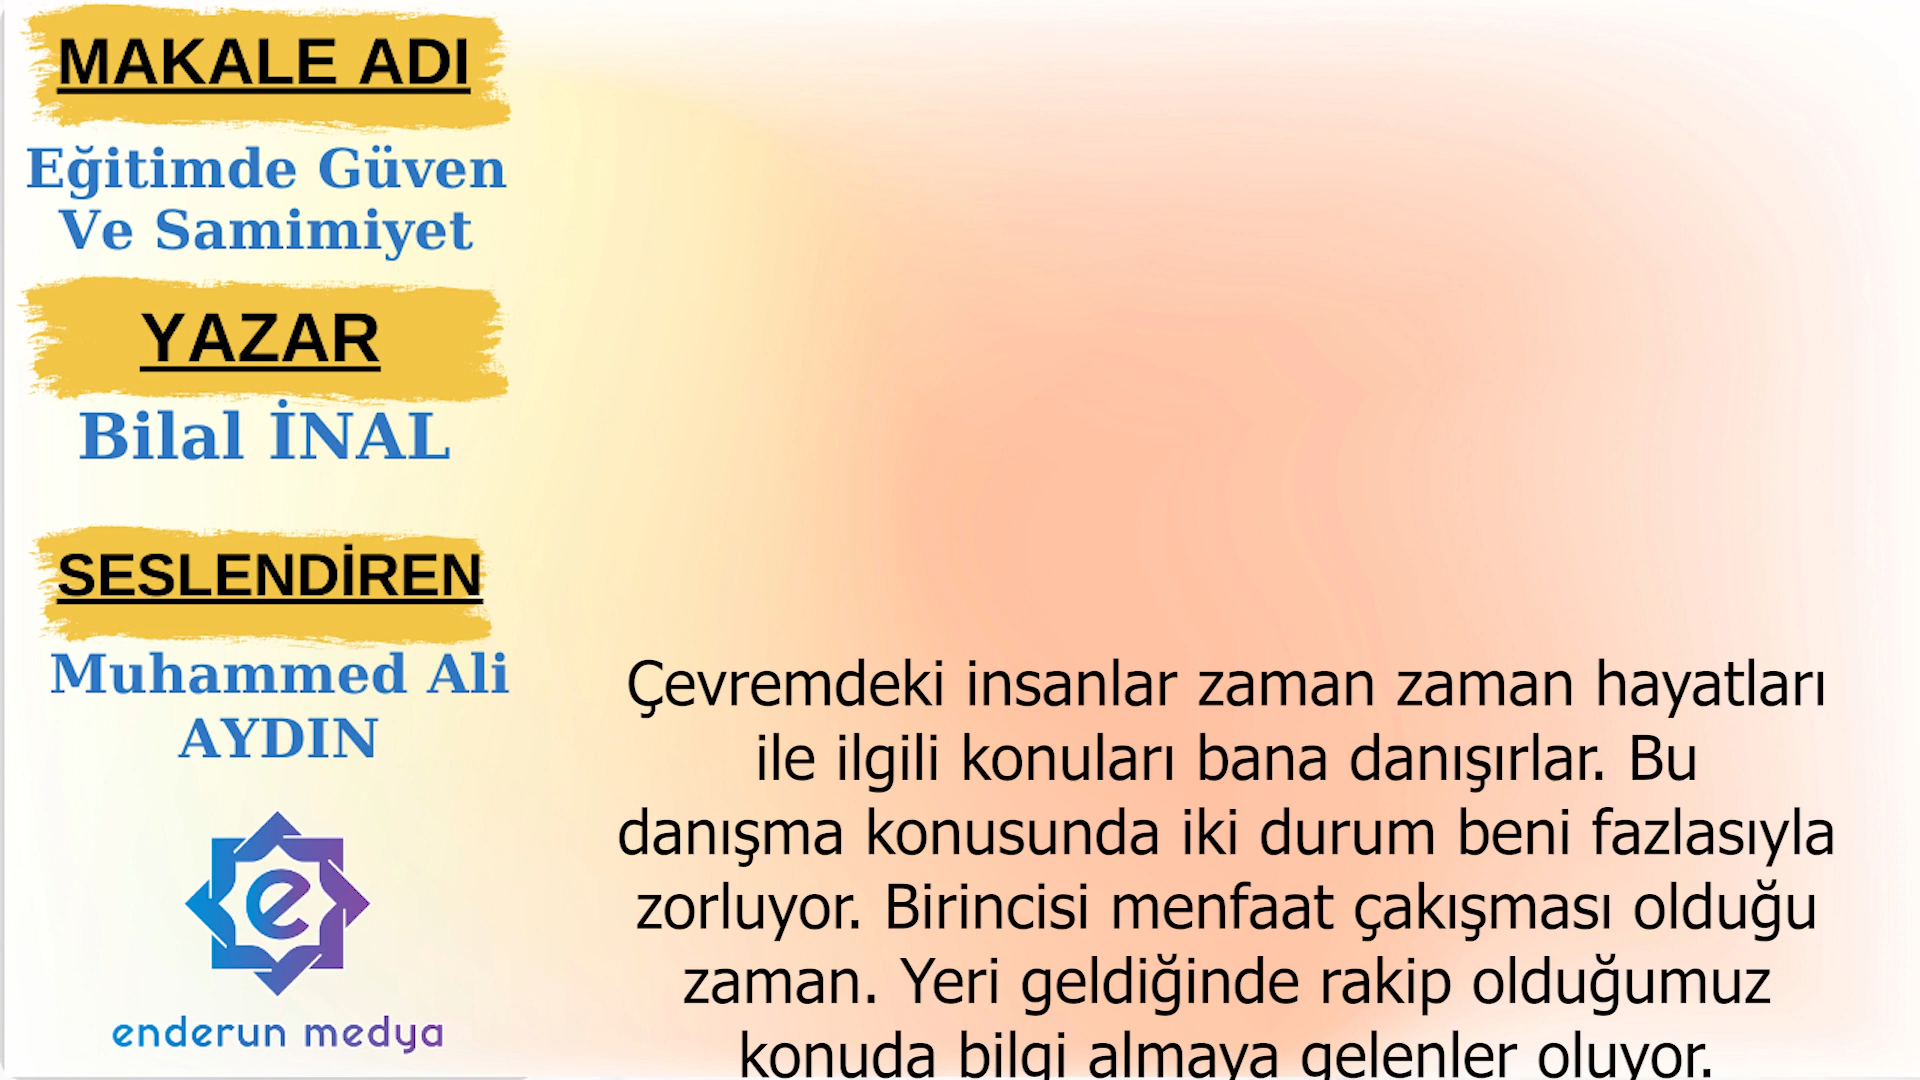 MAKALE ADI
Eğitimde Güven
Ve Samimiyet
YAZAR
Bilal İNAL
SESLENDİREN
Muhammed Ali
AYDIN
e
enderun medya
Çevremdeki insanlar zaman zaman hayatları
ile ilgili konuları bana danışırlar. Bu
danışma konusunda iki durum beni fazlasıyla
zorluyor. Birincisi menfaat çakışması olduğu
zaman. Yeri geldiğinde rakip olduğumuz
konuda bilgi almaya gelenler oluyor.